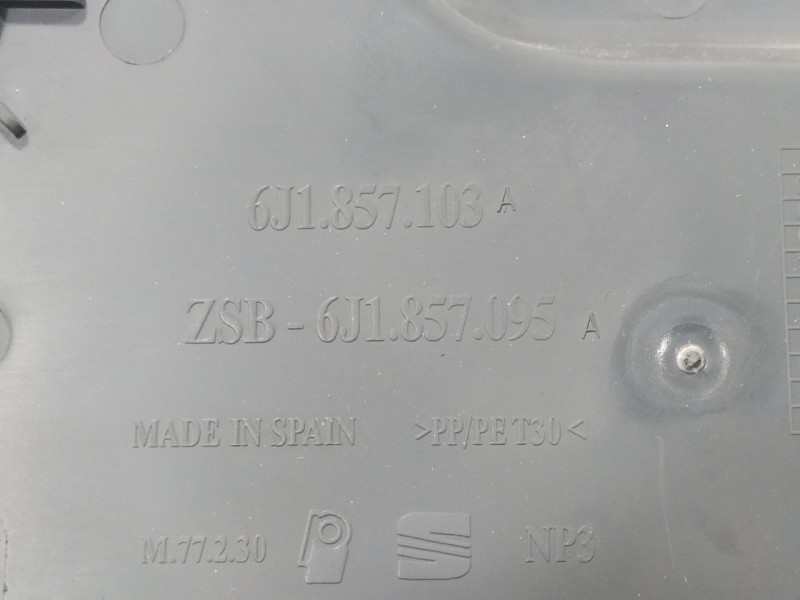 6J1.857.103 A
ZSB - 6J1.857.095 A
MADE IN SPAIN >PP/PE T30<
M.77.2.30 NP3